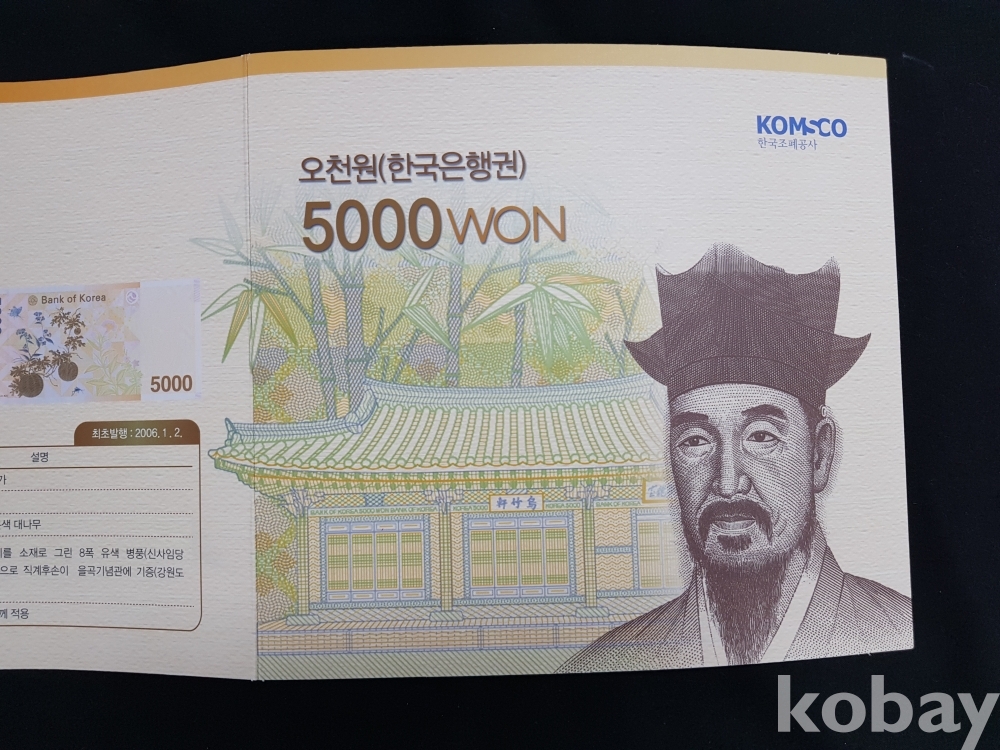 KOMSCO
한국조폐공사
오천원(한국은행권)
5000 WON
Bank of Korea
5000
최초발행 : 2006. 1. 2.
설명
가
색 대나무
를 소재로 그린 8폭 유색 병풍(신사임당
으로 직계후손이 율곡기념관에 기증(강원도
께 적용
烏竹軒
kobay